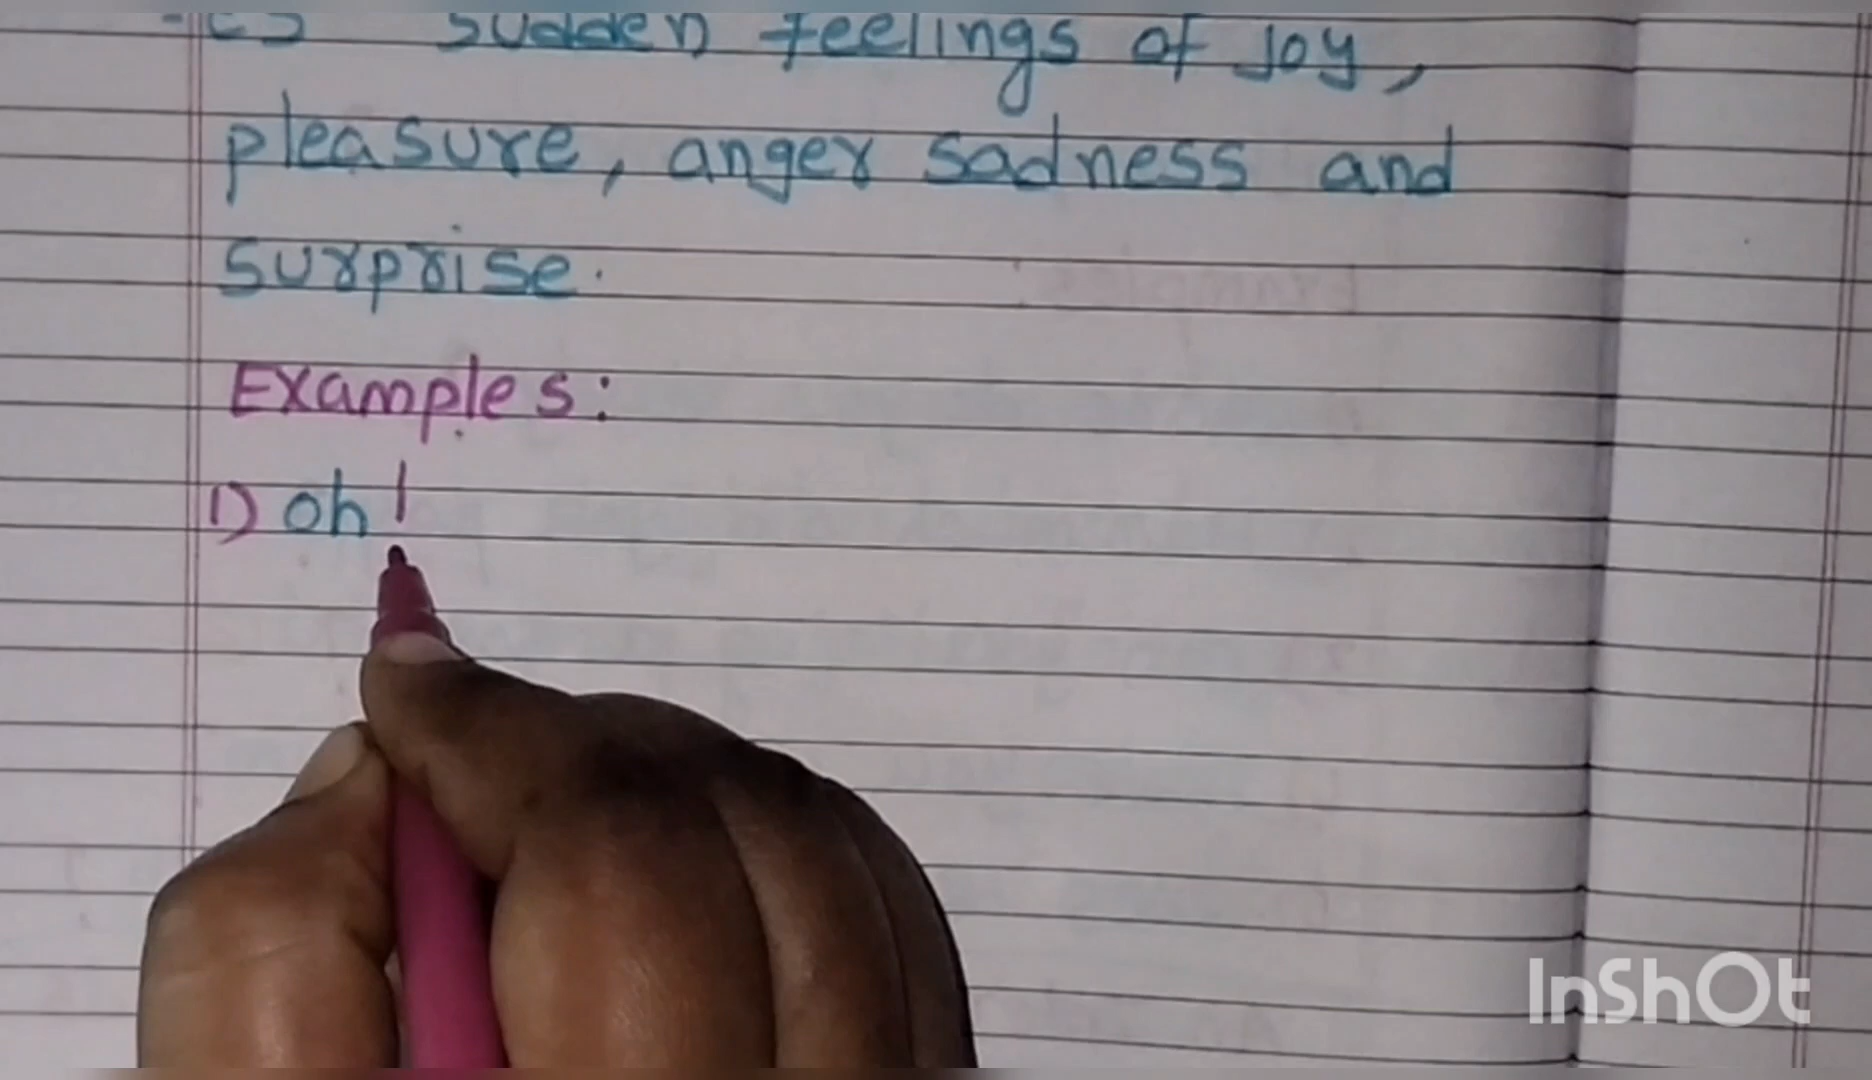 sudden feelings of Joy,
pleasure, anger sadness and
surprise.
Examples:
1) oh!
InShOt